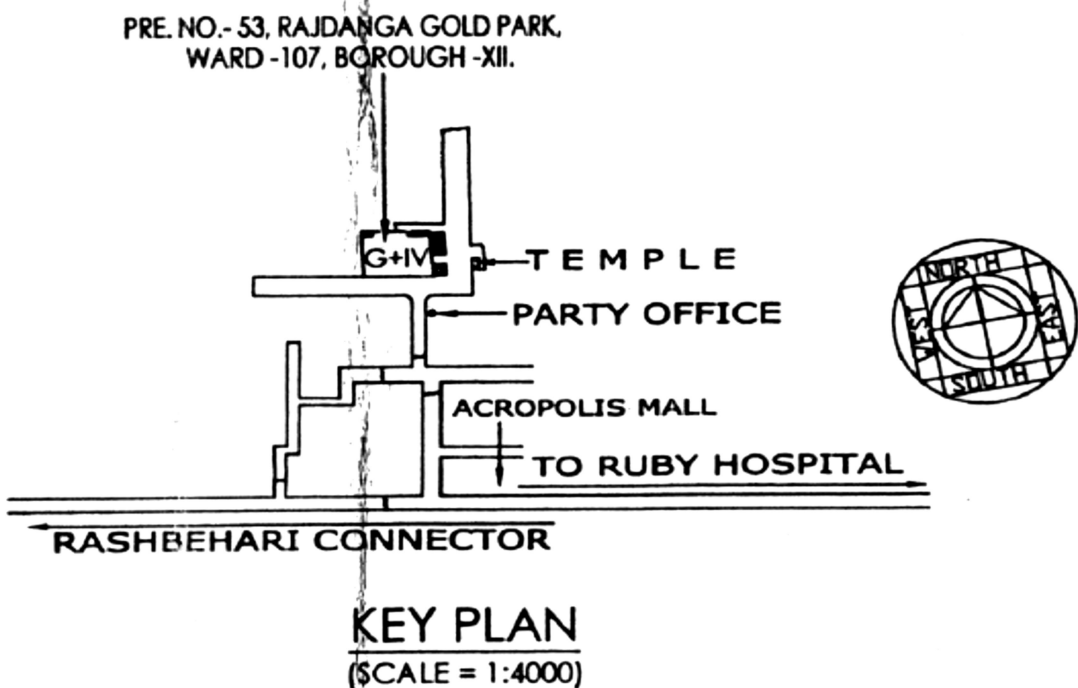 PRE. NO.- 53, RAJDANGA GOLD PARK,
WARD -107, BOROUGH -XII.
G+IV
TEMPLE
PARTY OFFICE
NORTH
WEST
EAST
SOUTH
ACROPOLIS MALL
TO RUBY HOSPITAL
RASHBEHARI CONNECTOR
KEY PLAN
(SCALE = 1:4000)